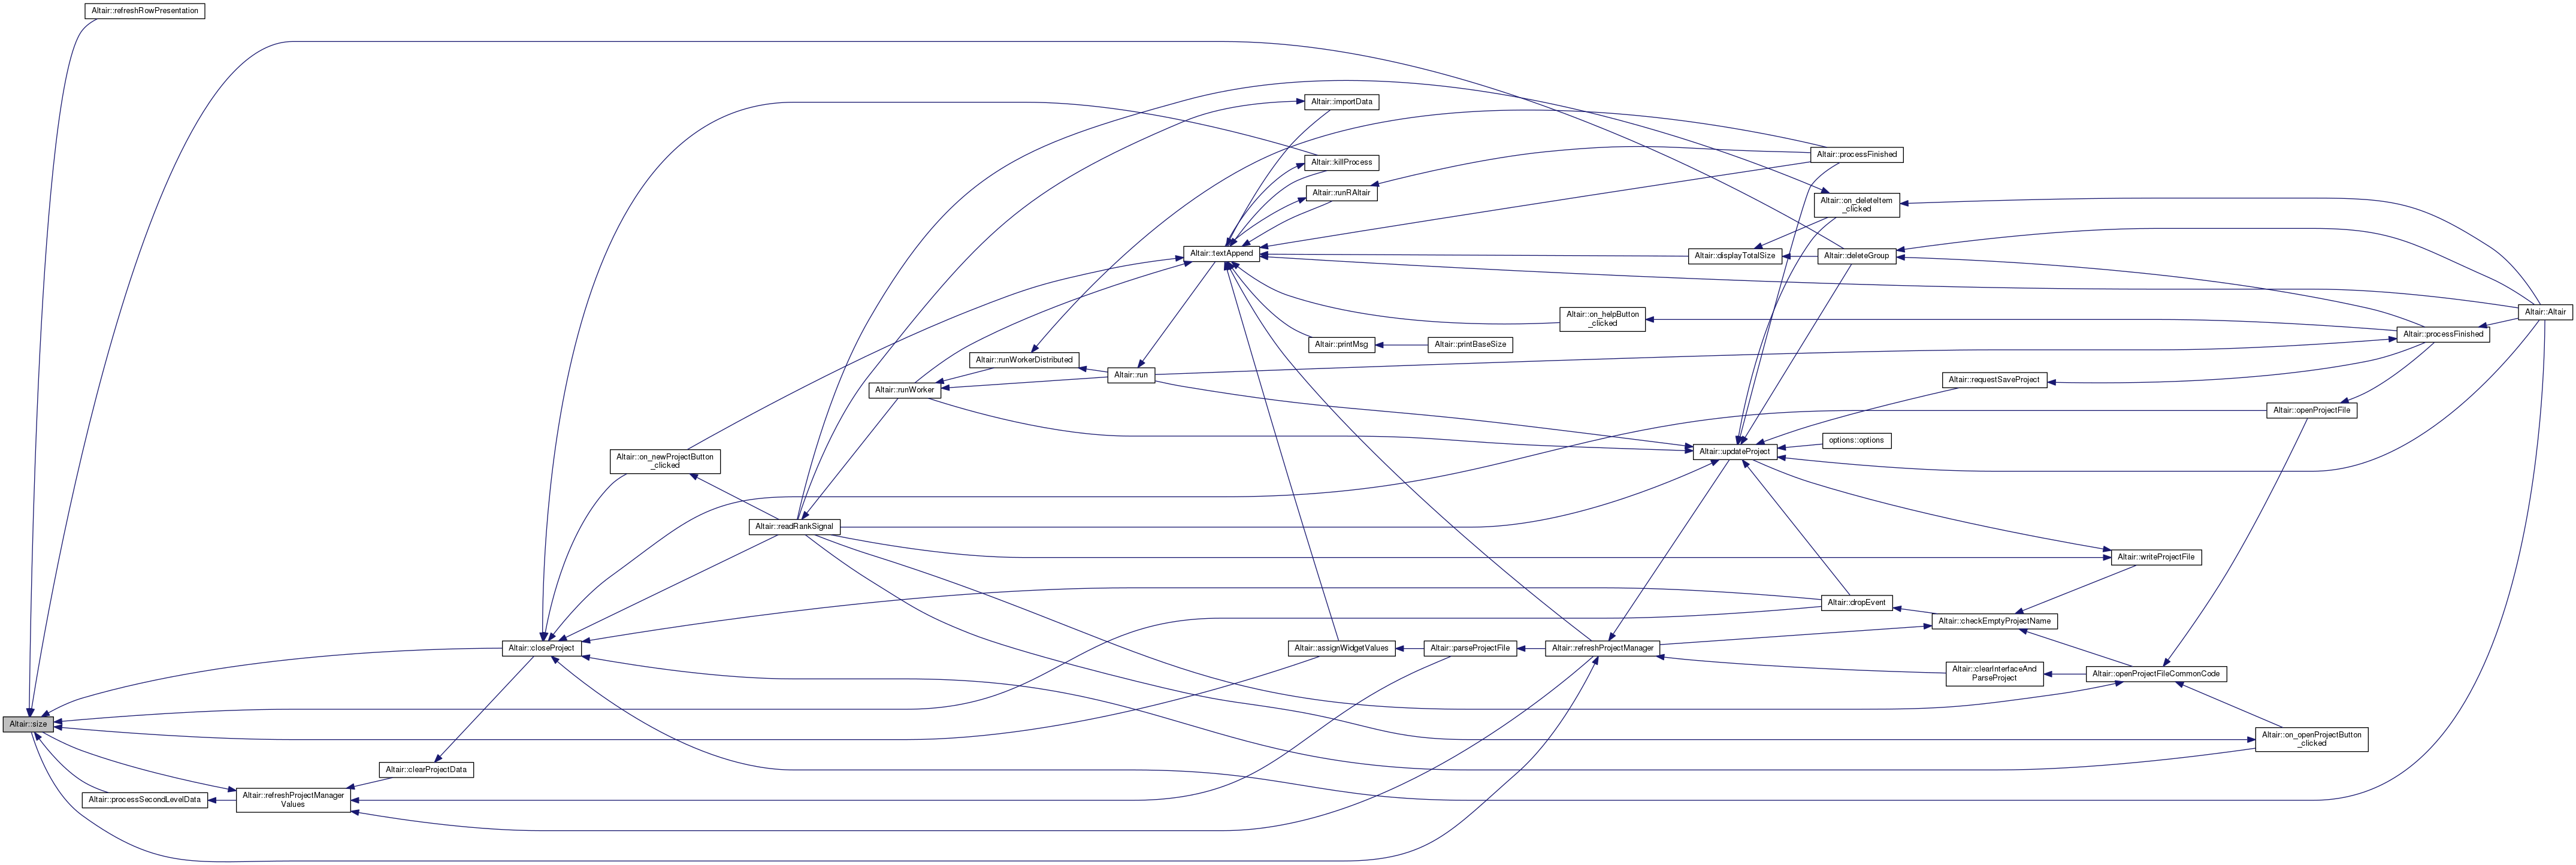 Altair::refreshRowPresentation
Altair::importData
Altair::killProcess
Altair::processFinished
Altair::runRAltair
Altair::on_deleteItem
_clicked
Altair::textAppend
Altair::displayTotalSize
Altair::deleteGroup
Altair::on_helpButton
_clicked
Altair::Altair
Altair::processFinished
Altair::printMsg
Altair::printBaseSize
Altair::runWorkerDistributed
Altair::run
Altair::requestSaveProject
Altair::runWorker
Altair::openProjectFile
options::options
Altair::updateProject
Altair::on_newProjectButton
_clicked
Altair::readRankSignal
Altair::writeProjectFile
Altair::dropEvent
Altair::checkEmptyProjectName
Altair::closeProject
Altair::assignWidgetValues
Altair::parseProjectFile
Altair::refreshProjectManager
Altair::clearInterfaceAnd
ParseProject
Altair::openProjectFileCommonCode
Altair::size
Altair::on_openProjectButton
_clicked
Altair::clearProjectData
Altair::processSecondLevelData
Altair::refreshProjectManager
Values